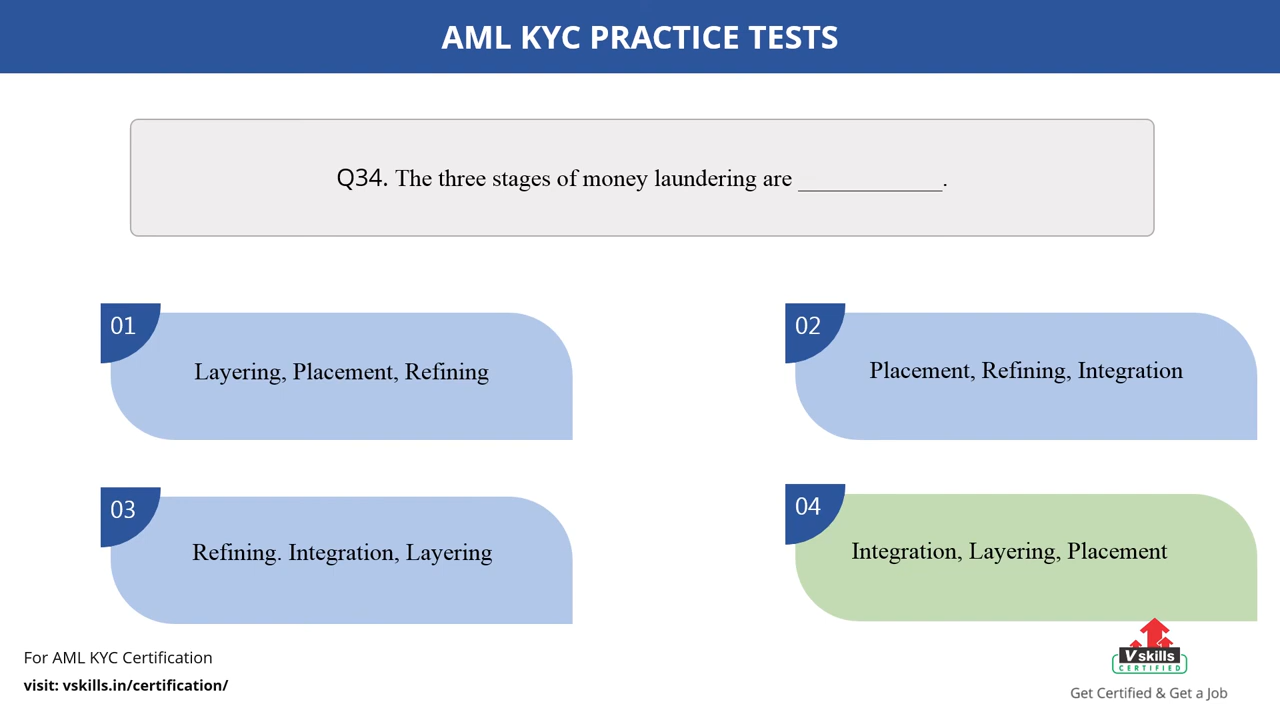 AML KYC PRACTICE TESTS
Q34. The three stages of money laundering are ____________.
01
Layering, Placement, Refining
02
Placement, Refining, Integration
03
Refining. Integration, Layering
04
Integration, Layering, Placement
For AML KYC Certification
visit: vskills.in/certification/
Vskills
CERTIFIED
Get Certified & Get a Job